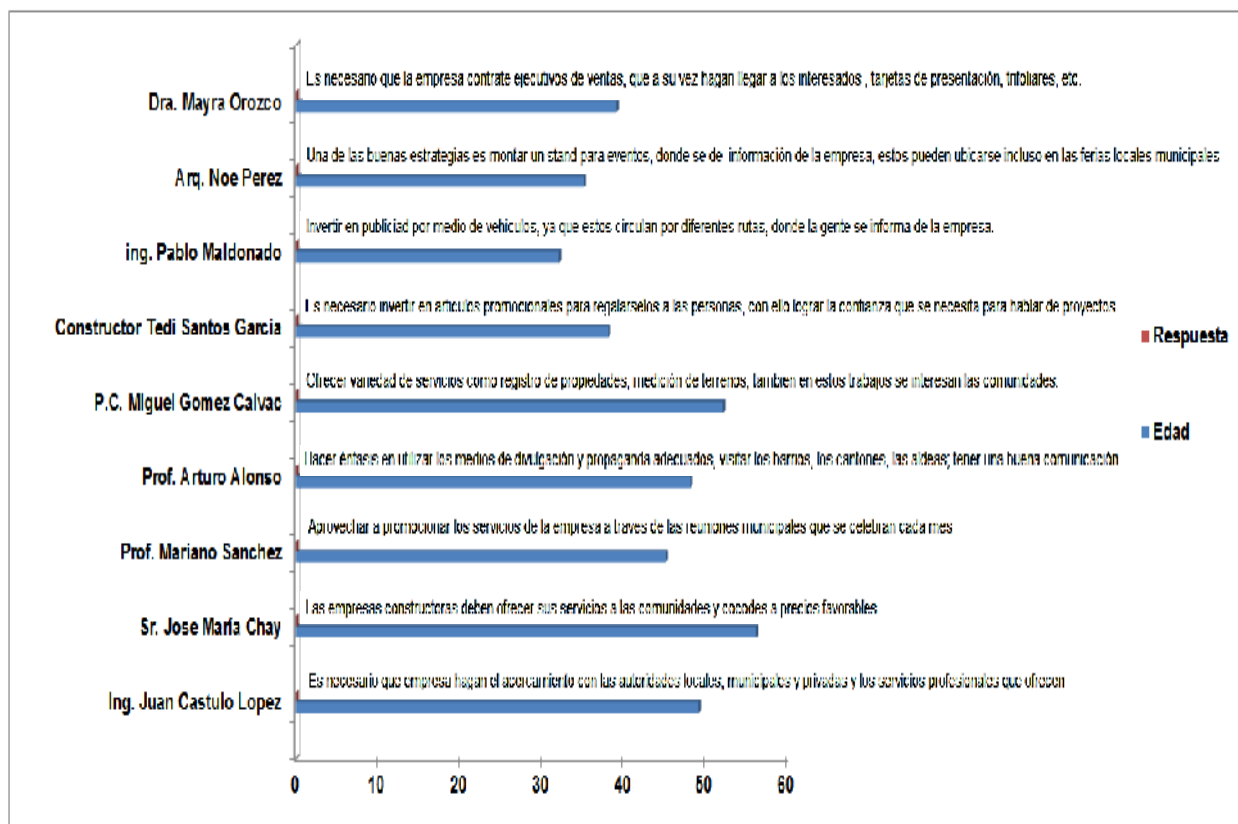 Es necesario que la empresa contrate ejecutivos de ventas, que a su vez hagan llegar a los interesados , tarjetas de presentación, trifoliares, etc.
Dra. Mayra Orozco
Una de las buenas estrategias es montar un stand para eventos, donde se de información de la empresa, estos pueden ubicarse incluso en las ferias locales municipales
Arq. Noe Perez
Invertir en publiciad por medio de vehiculos, ya que estos circulan por diferentes rutas, donde la gente se informa de la empresa.
ing. Pablo Maldonado
Es necesario invertir en articulos promocionales para regalarselos a las personas, con ello lograr la confianza que se necesita para hablar de proyectos
Constructor Tedi Santos Garcia
Respuesta
Ofrecer variedad de servicios como registro de propiedades, medición de terrenos, tambien en estos trabajos se interesan las comunidades.
P.C. Miguel Gomez Calvac
Edad
Hacer énfasis en utilizar los medios de divulgación y propaganda adecuados, visitar los barrios, los cantones, las aldeas; tener una buena comunicación
Prof. Arturo Alonso
Aprovechar a promocionar los servicios de la empresa a traves de las reuniones municipales que se celebran cada mes
Prof. Mariano Sanchez
Las empresas constructoras deben ofrecer sus servicios a las comunidades y cocodes a precios favorables
Sr. Jose María Chay
Es necesario que empresa hagan el acercamiento con las autoridades locales, municipales y privadas y los servicios profesionales que ofrecen
Ing. Juan Castulo Lopez
0 10 20 30 40 50 60